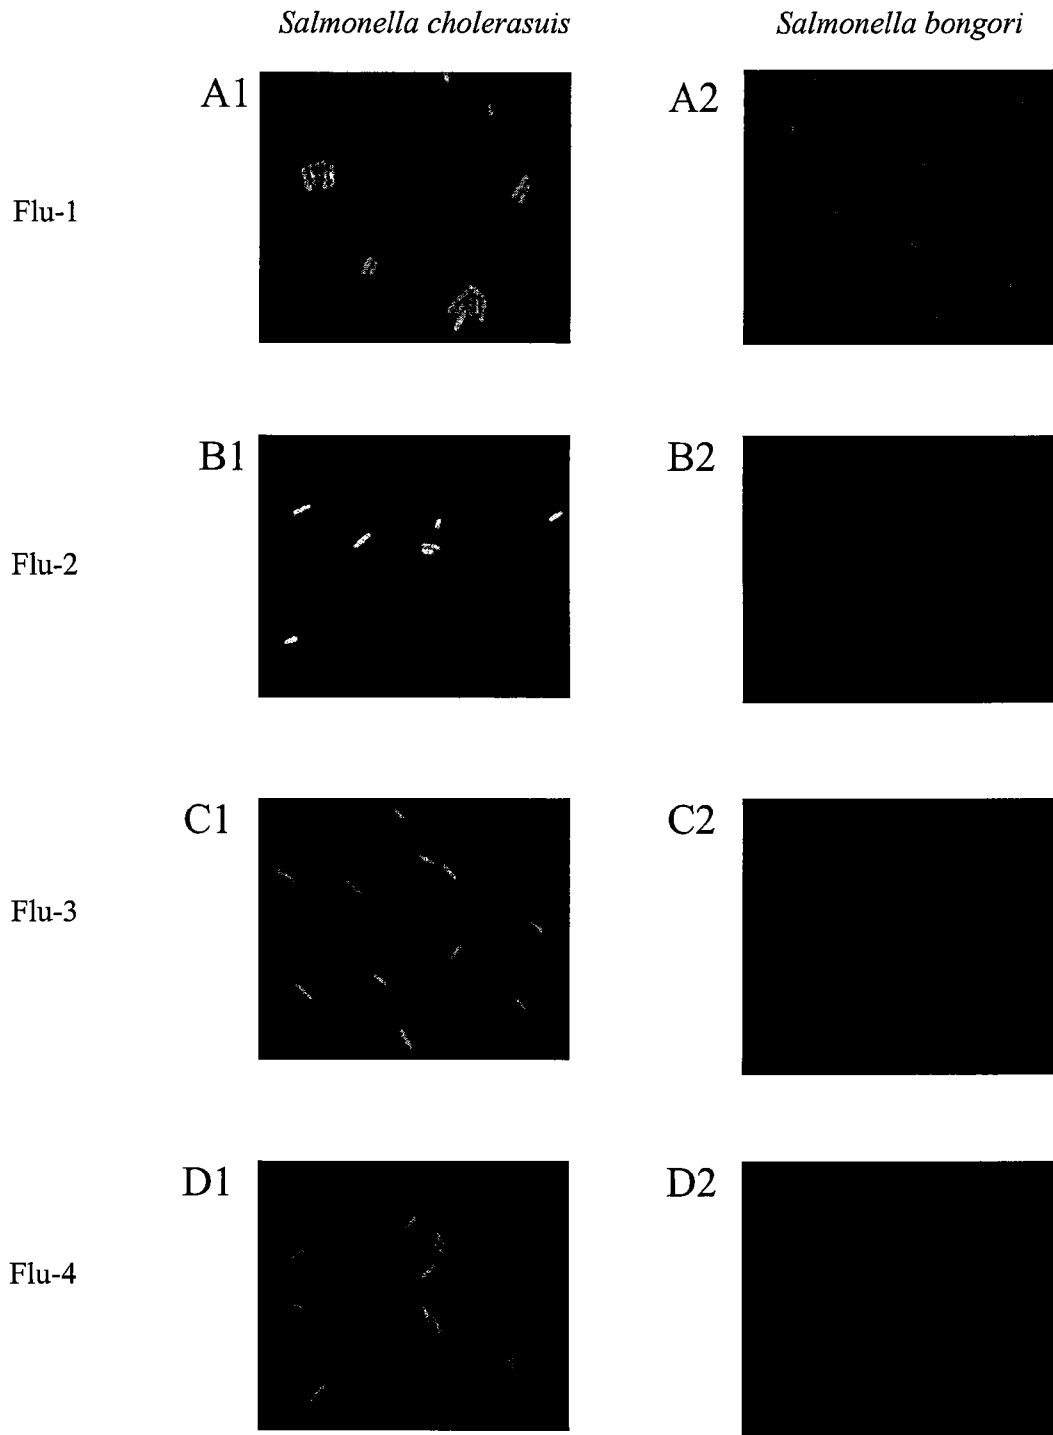 Salmonella cholerasuis Salmonella bongori
A1 A2
Flu-1
B1 B2
Flu-2
C1 C2
Flu-3
D1 D2
Flu-4